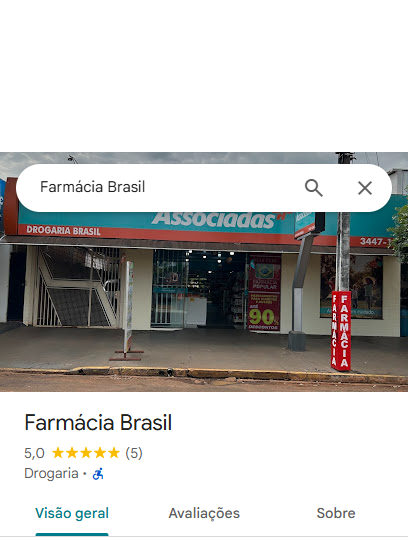 Farmácia Brasil
Associadas
DROGARIA BRASIL
3447-
FARMÁCIA
POPULAR
ATÉ
90%
DESCONTOS
FARMÁCIA
FARMÁCIA
Farmácia Brasil
5,0 (5)
Drogaria ·
Visão geral
Avaliações
Sobre